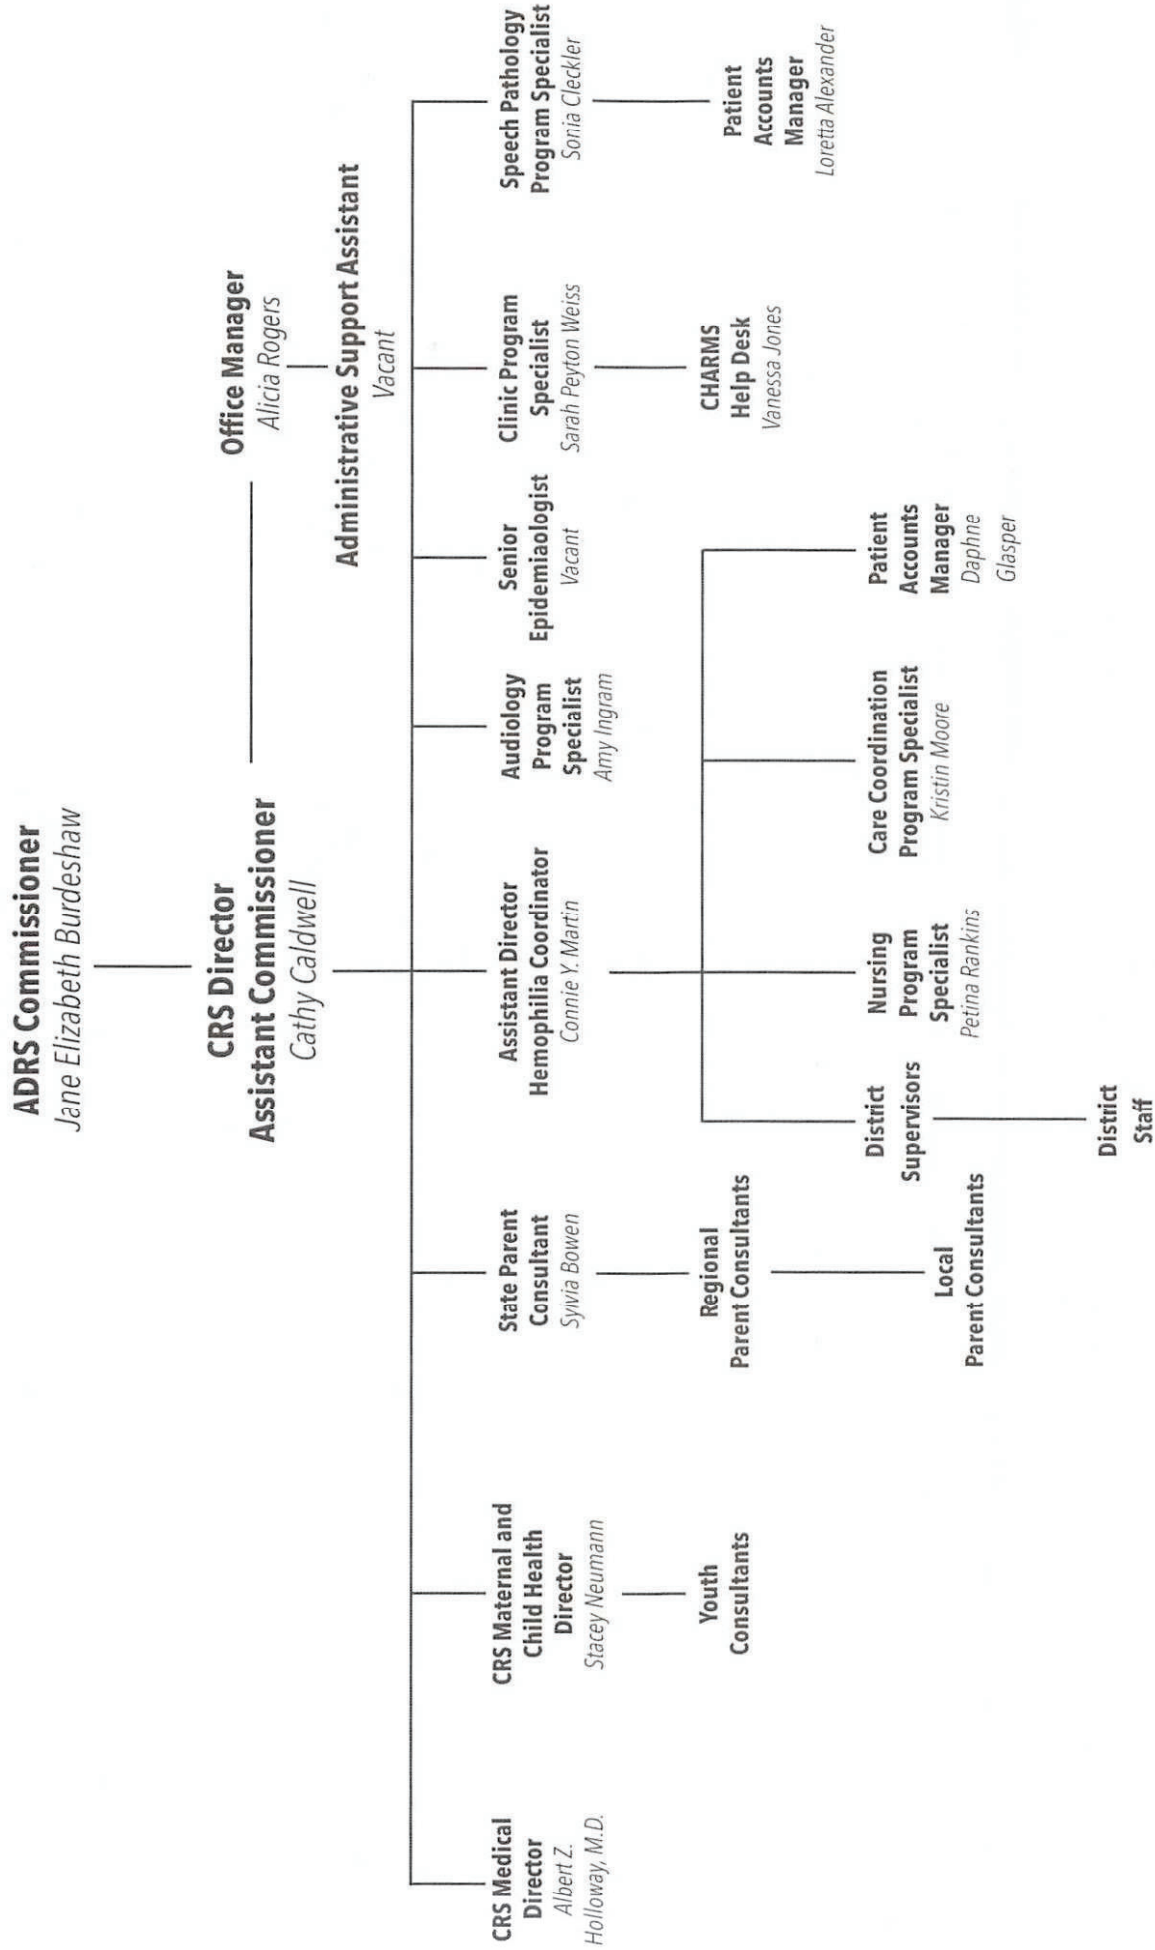 ADRS Commissioner
Jane Elizabeth Burdeshaw
CRS Director
Assistant Commissioner
Cathy Caldwell
Office Manager
Alicia Rogers
Administrative Support Assistant
Vacant
CRS Medical
Director
Albert Z.
Holloway, M.D.
CRS Maternal and
Child Health
Director
Stacey Neumann
Youth
Consultants
State Parent
Consultant
Sylvia Bowen
Regional
Parent Consultants
Local
Parent Consultants
Assistant Director
Hemophilia Coordinator
Connie Y. Martin
District
Supervisors
District
Staff
Nursing
Program
Specialist
Petina Rankins
Care Coordination
Program Specialist
Kristin Moore
Patient
Accounts
Manager
Daphne
Glasper
Audiology
Program
Specialist
Amy Ingram
Senior
Epidemiaologist
Vacant
Clinic Program
Specialist
Sarah Peyton Weiss
CHARMS
Help Desk
Vanessa Jones
Speech Pathology
Program Specialist
Sonia Cleckler
Patient
Accounts
Manager
Loretta Alexander